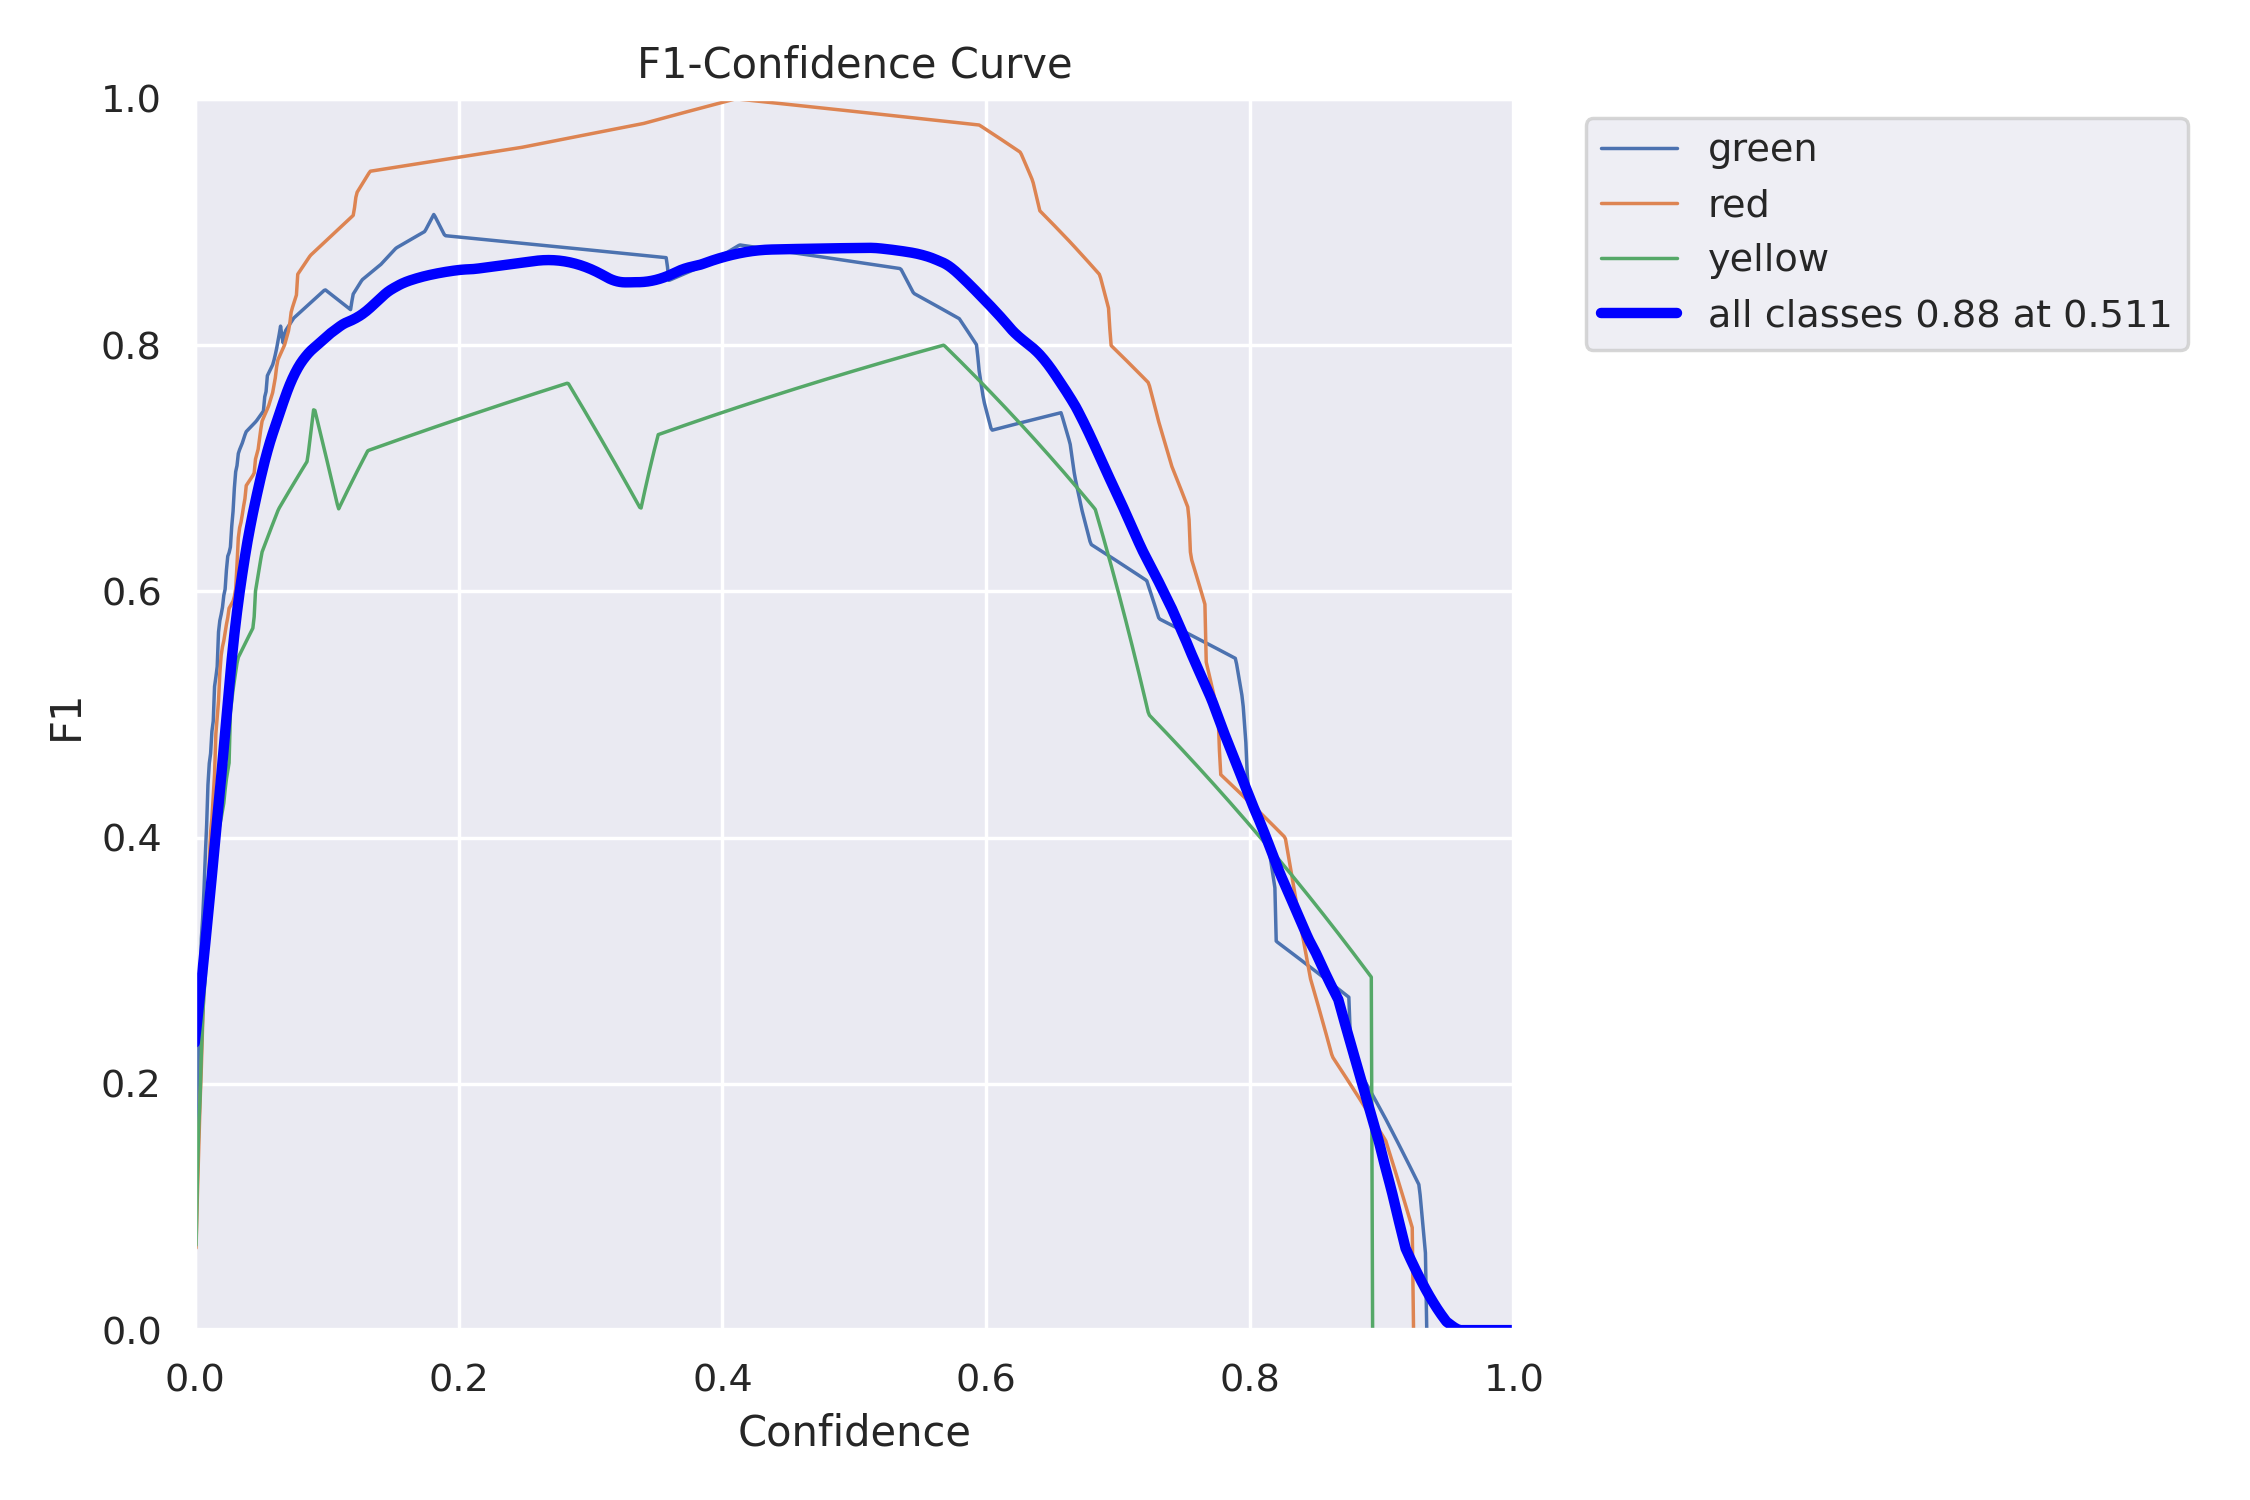 F1-Confidence Curve
1.0
0.8
0.6
0.4
0.2
0.0
F1
0.0 0.2 0.4 0.6 0.8 1.0
Confidence
green
red
yellow
all classes 0.88 at 0.511